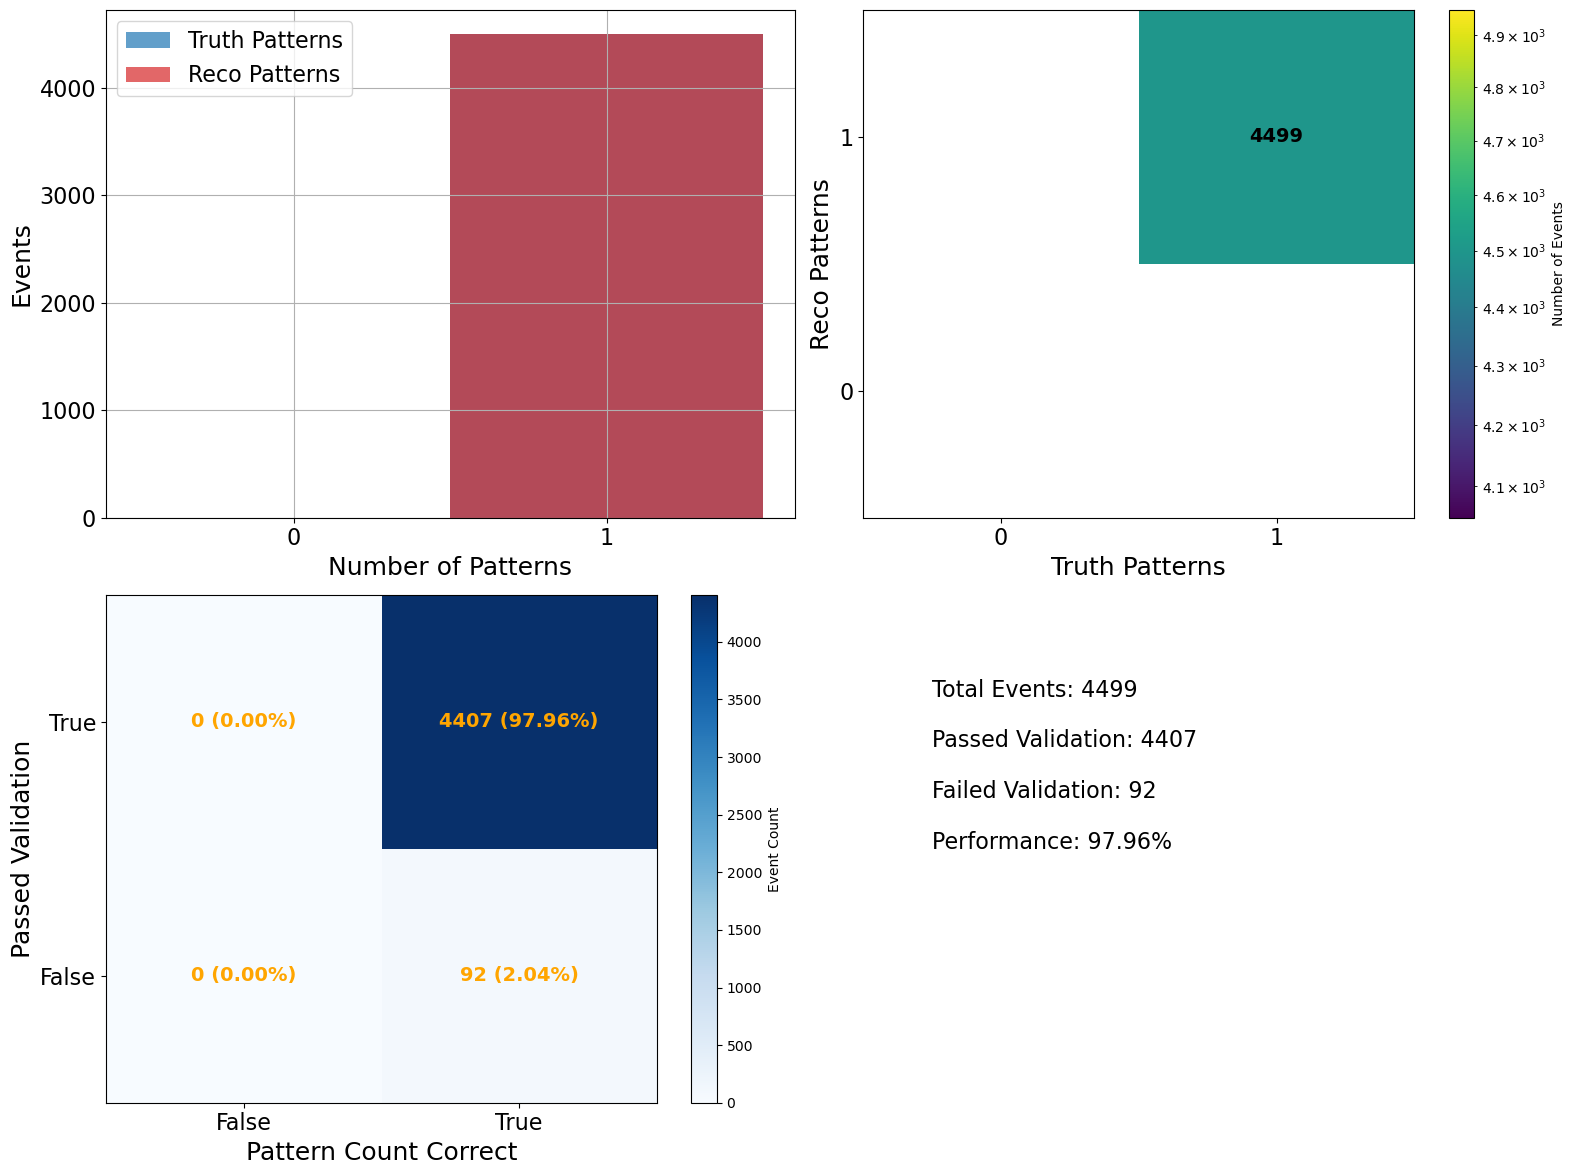 Truth Patterns
Reco Patterns
Events
4000
3000
2000
1000
0
0
1
Number of Patterns
Reco Patterns
1
0
4499
0
1
Truth Patterns
4.9 × 10³
4.8 × 10³
4.7 × 10³
4.6 × 10³
4.5 × 10³
4.4 × 10³
4.3 × 10³
4.2 × 10³
4.1 × 10³
Number of Events
Passed Validation
True
False
0 (0.00%)
4407 (97.96%)
0 (0.00%)
92 (2.04%)
False
True
Pattern Count Correct
4000
3500
3000
2500
2000
1500
1000
500
0
Event Count
Total Events: 4499
Passed Validation: 4407
Failed Validation: 92
Performance: 97.96%